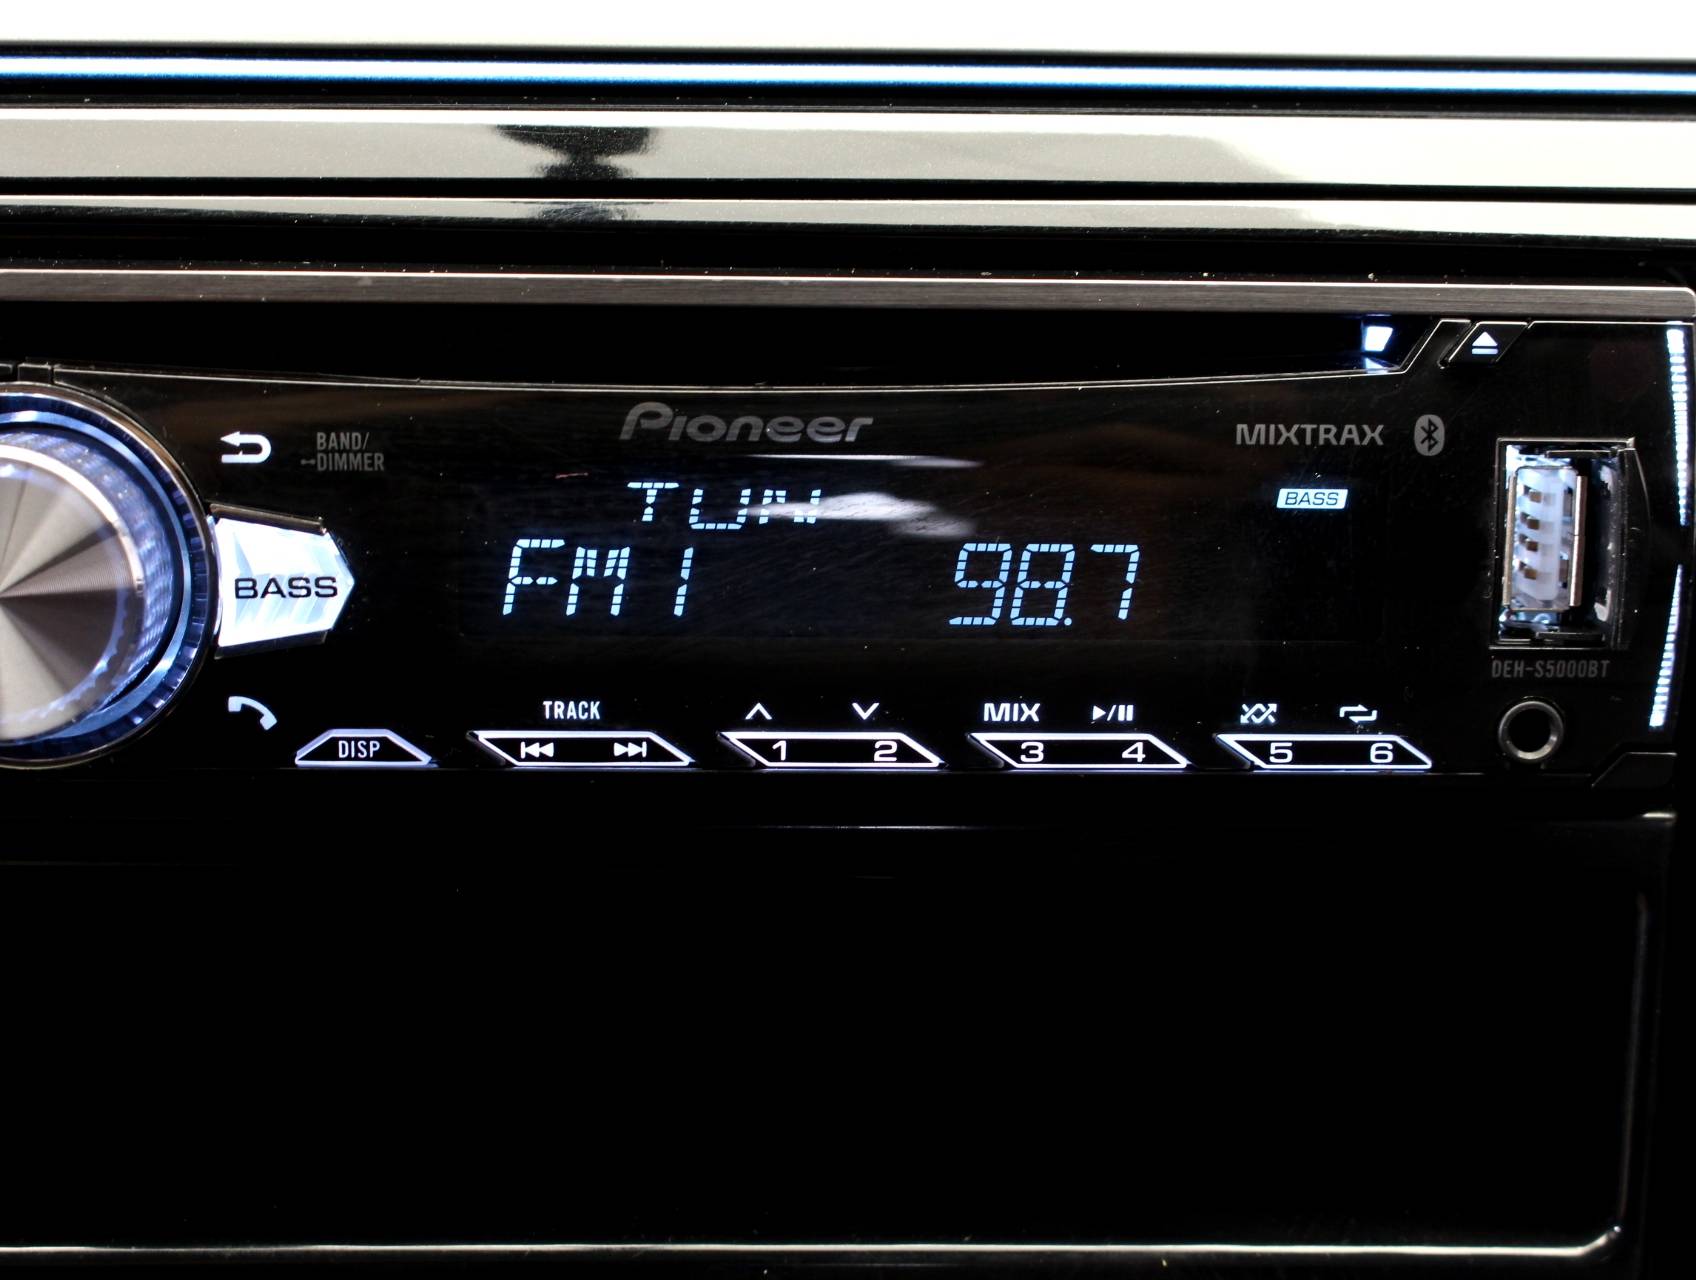 Pioneer
MIXTRAX
BAND/
DIMMER
BASS
FM1 98.7
BASS
DEH-S5000BT
TRACK
MIX
DISP
1 2 3 4 5 6